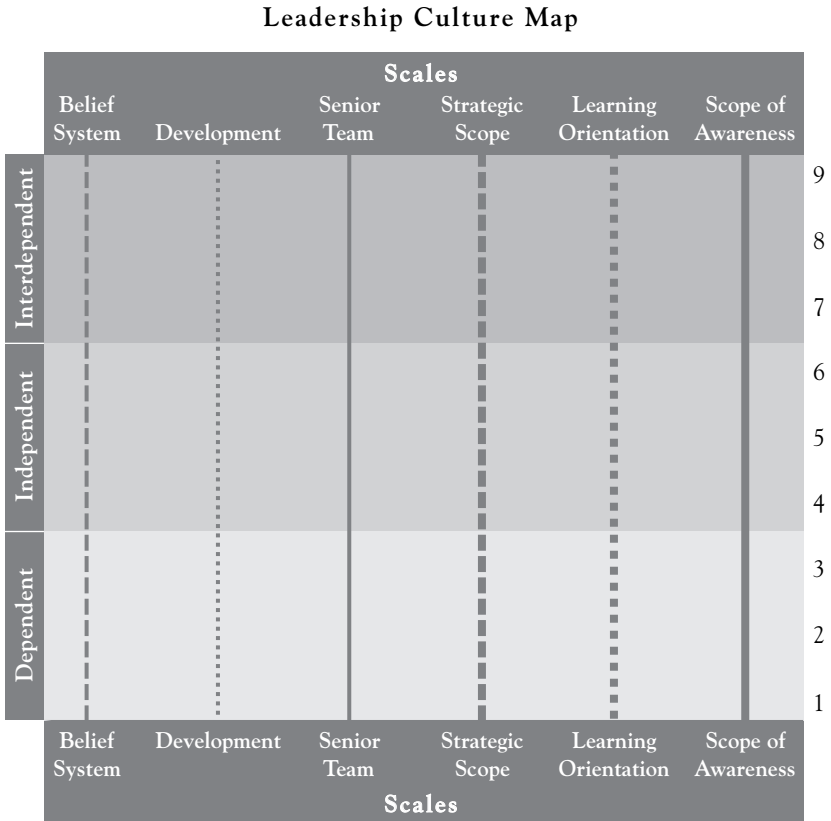 Leadership Culture Map
Scales
Belief System
Development
Senior Team
Strategic Scope
Learning Orientation
Scope of Awareness
Interdependent
9
8
7
Independent
6
5
4
Dependent
3
2
1
Belief System
Development
Senior Team
Strategic Scope
Learning Orientation
Scope of Awareness
Scales